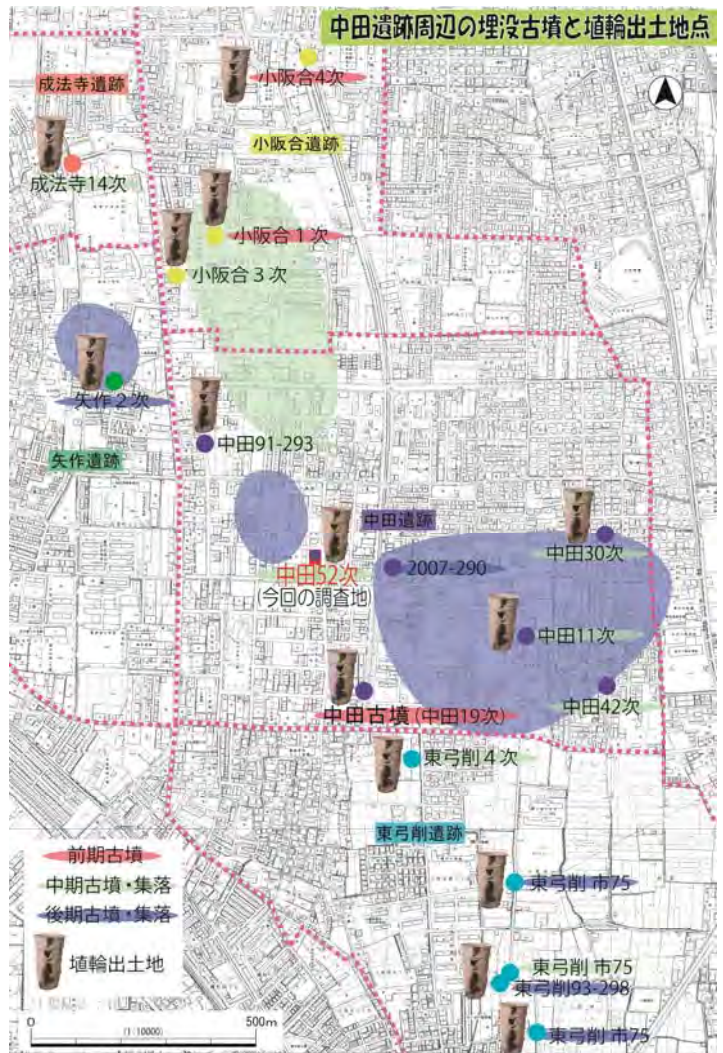 中田遺跡周辺の埋没古墳と埴輪出土地点
小阪合4次
成法寺遺跡
小阪合遺跡
成法寺14次
小阪合1次
小阪合3次
矢作2次
中田91-293
矢作遺跡
中田遺跡
中田30次
中田52次
(今回の調査地)
2007-290
中田11次
中田42次
中田古墳(中田19次)
東弓削4次
東弓削遺跡
前期古墳
中期古墳・集落
後期古墳・集落
埴輪出土地
東弓削 市75
東弓削 市75
東弓削93-298
東弓削 市75
0
(1:10000)
500m